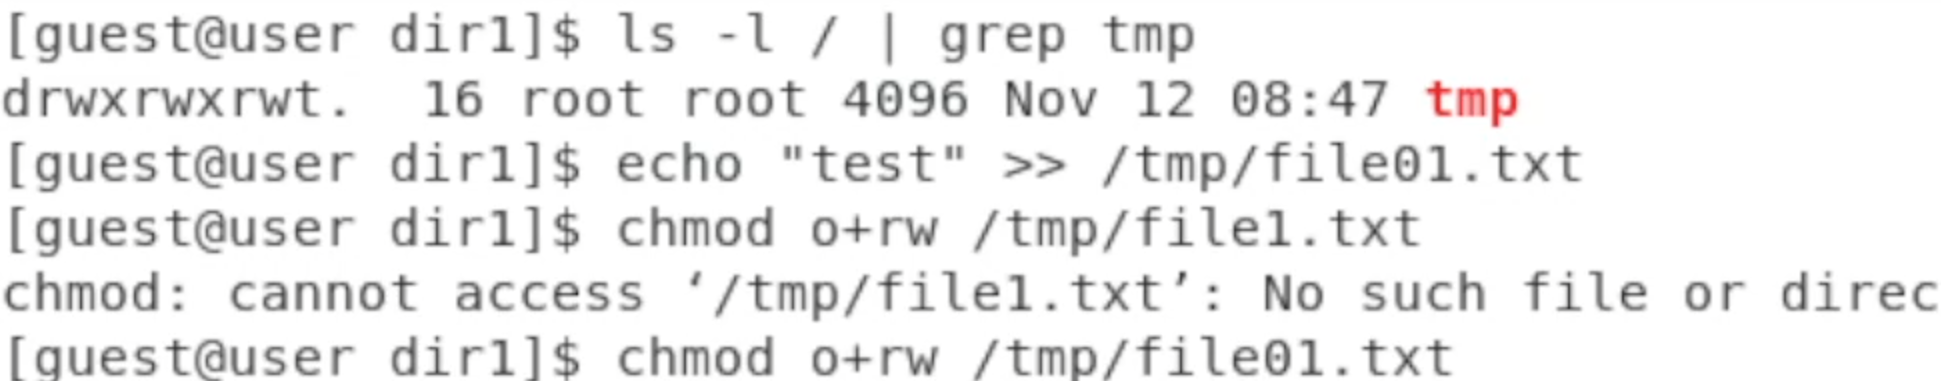 [guest@user dir1]$ ls -l / | grep tmp
drwxrwxrwt.  16 root root 4096 Nov 12 08:47 tmp
[guest@user dir1]$ echo "test" >> /tmp/file01.txt
[guest@user dir1]$ chmod o+rw /tmp/file1.txt
chmod: cannot access ‘/tmp/file1.txt’: No such file or direc
[guest@user dir1]$ chmod o+rw /tmp/file01.txt